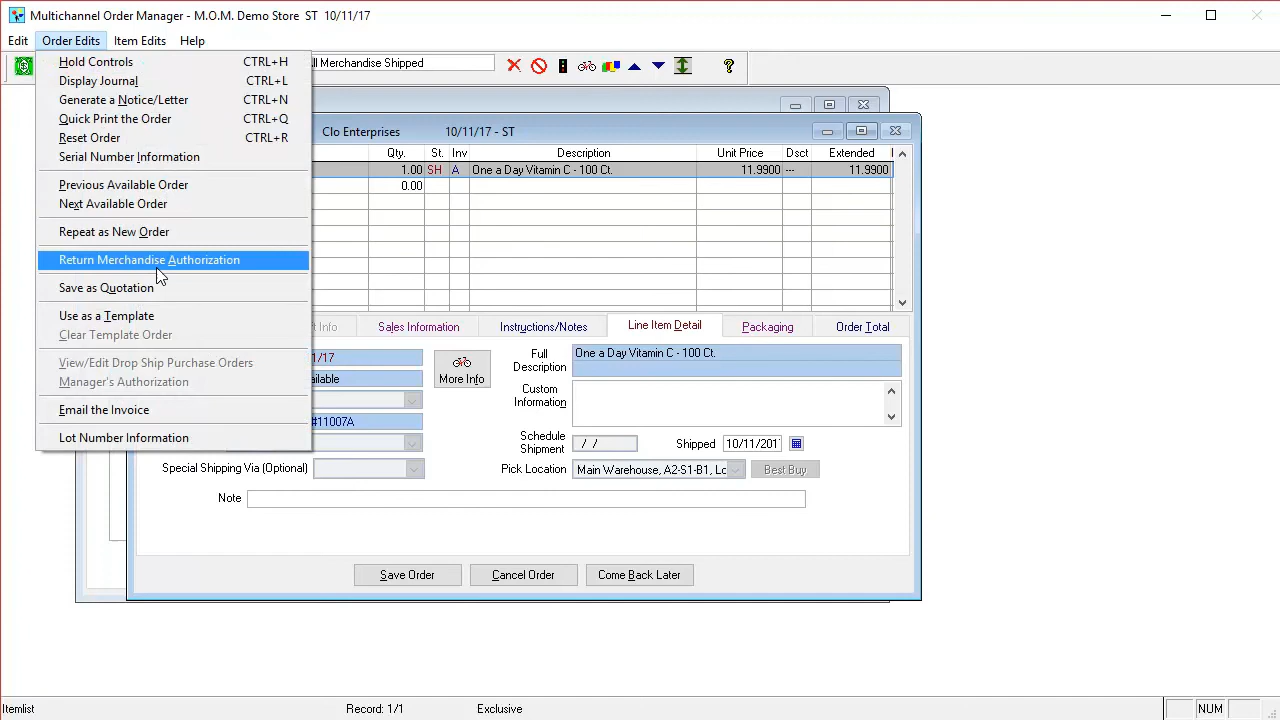 Multichannel Order Manager - M.O.M. Demo Store ST 10/11/17
Edit Order Edits Item Edits Help
ll Merchandise Shipped
Hold Controls CTRL+H
Display Journal CTRL+L
Generate a Notice/Letter CTRL+N
Quick Print the Order CTRL+Q
Reset Order CTRL+R
Serial Number Information
Previous Available Order
Next Available Order
Repeat as New Order
Return Merchandise Authorization
Save as Quotation
Use as a Template
Clear Template Order
View/Edit Drop Ship Purchase Orders
Manager's Authorization
Email the Invoice
Lot Number Information
Clo Enterprises 10/11/17 - ST
Qty. St. Inv Description Unit Price Dsct Extended
1.00 SH A One a Day Vitamin C - 100 Ct. 11.9900 --- 11.9900
0.00
t Info Sales Information Instructions/Notes Line Item Detail Packaging Order Total
1/17
ailable
#11007A
More Info
Full Description One a Day Vitamin C - 100 Ct.
Custom Information
Schedule Shipment / / Shipped 10/11/201
Special Shipping Via (Optional) Pick Location Main Warehouse, A2-S1-B1, Lc Best Buy
Note
Save Order Cancel Order Come Back Later
Itemlist Record: 1/1 Exclusive NUM